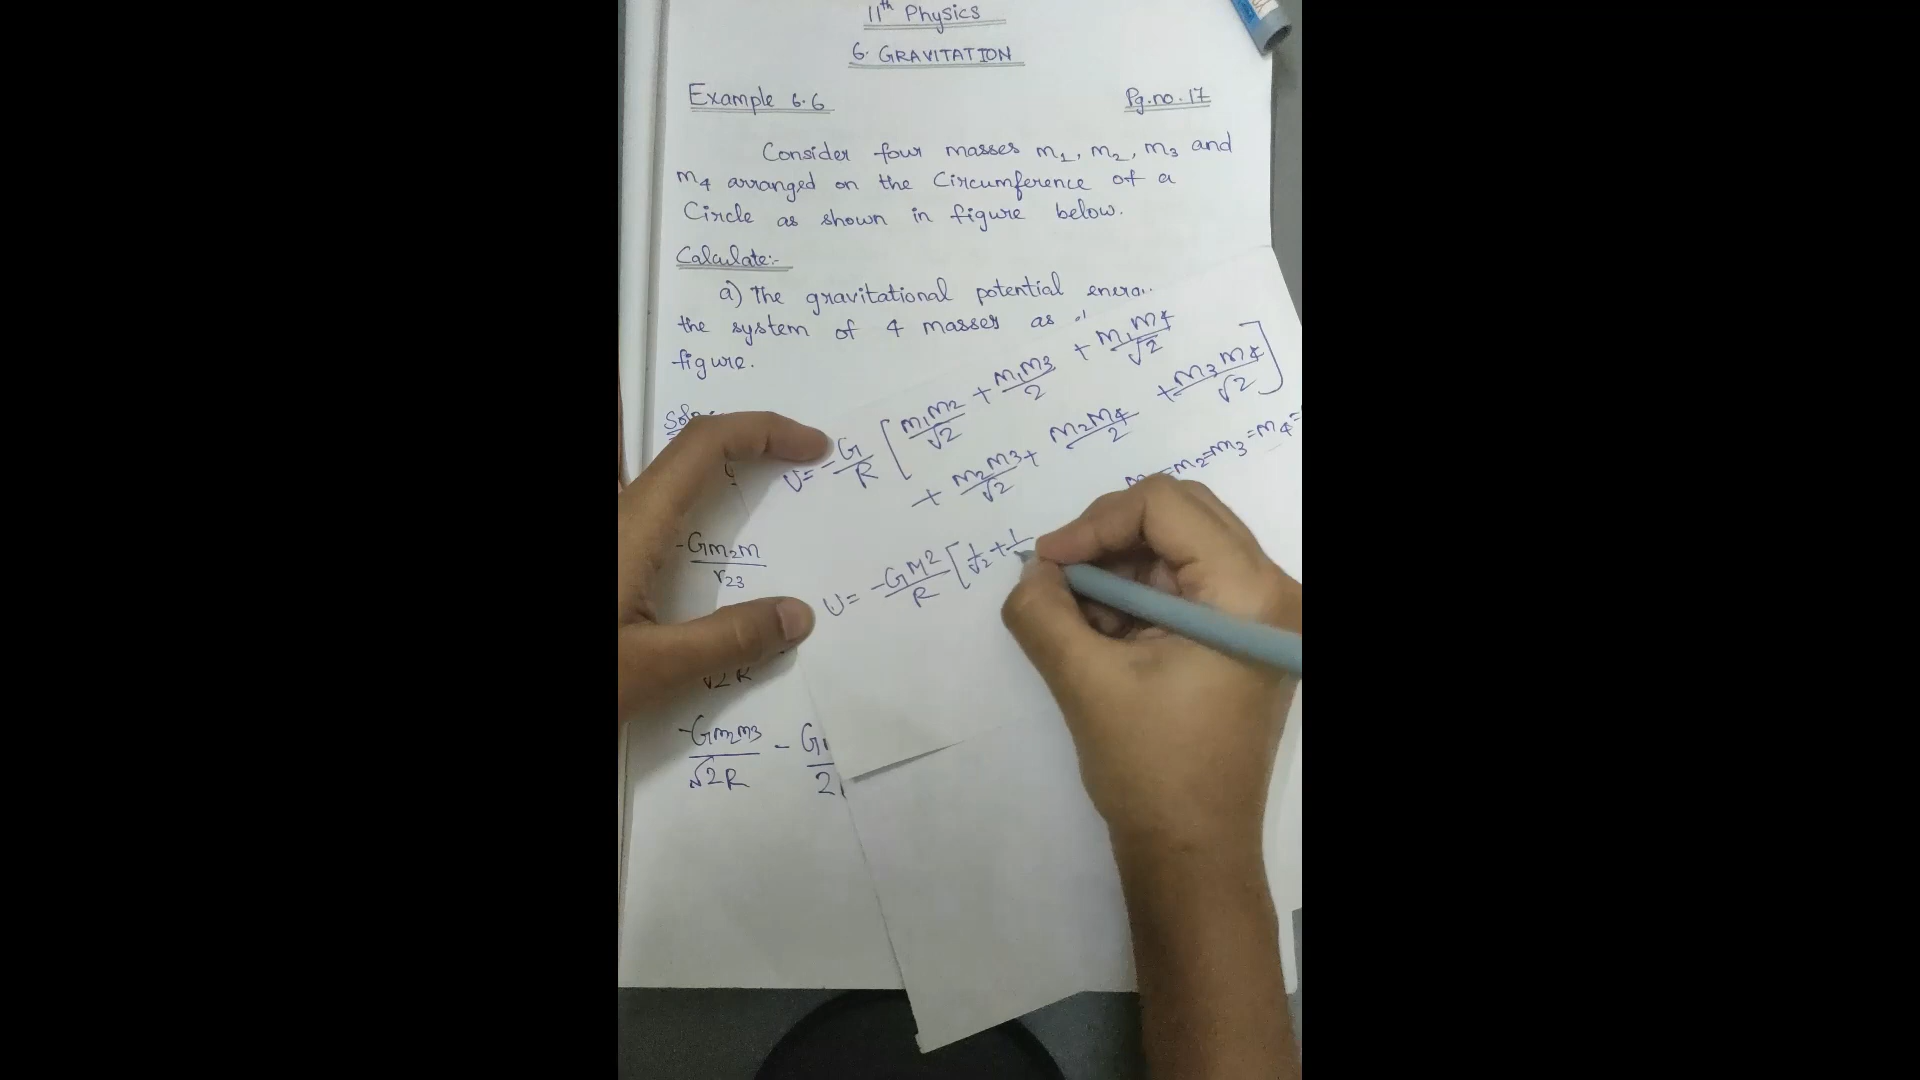 11th Physics
6. GRAVITATION
Example 6.6 Pg.no.17
Consider four masses m₁, m₂, m₃ and
m₄ arranged on the Circumference of a
Circle as shown in figure below.
Calculate:-
a) The gravitational potential
the system of 4 masses as
figure.
U= -G/R [ m₁m₂/√2 + m₁m₃/2 + m₁m₄/√2
+ m₂m₃/√2 + m₂m₄/2 + m₃m₄/√2 ]
=m₂=m₃=m₄=
-Gm₂m/r₂₃
U= -GM²/R [ 1/√2 + 1/
√2R
-Gm₂m₃/√2R - G
2